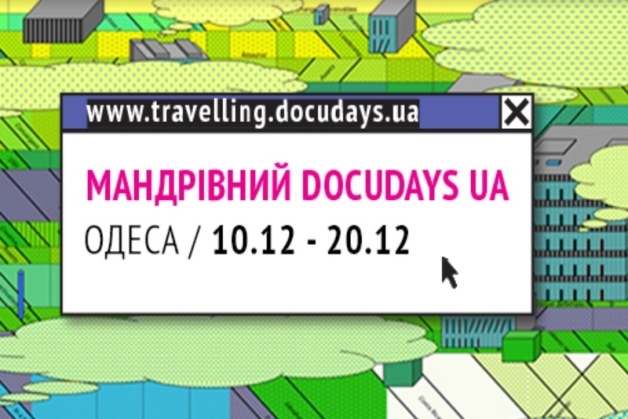 www.travelling.docudays.ua
МАНДРІВНИЙ DOCUDAYS UA
ОДЕСА / 10.12 - 20.12